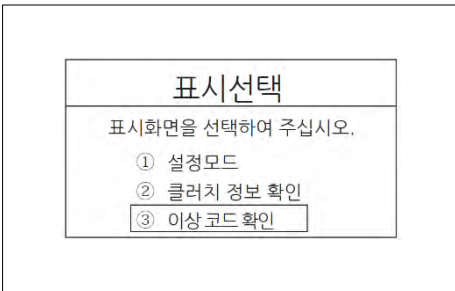 표시선택
표시화면을 선택하여 주십시오.
① 설정모드
② 클러치 정보 확인
③ 이상 코드 확인